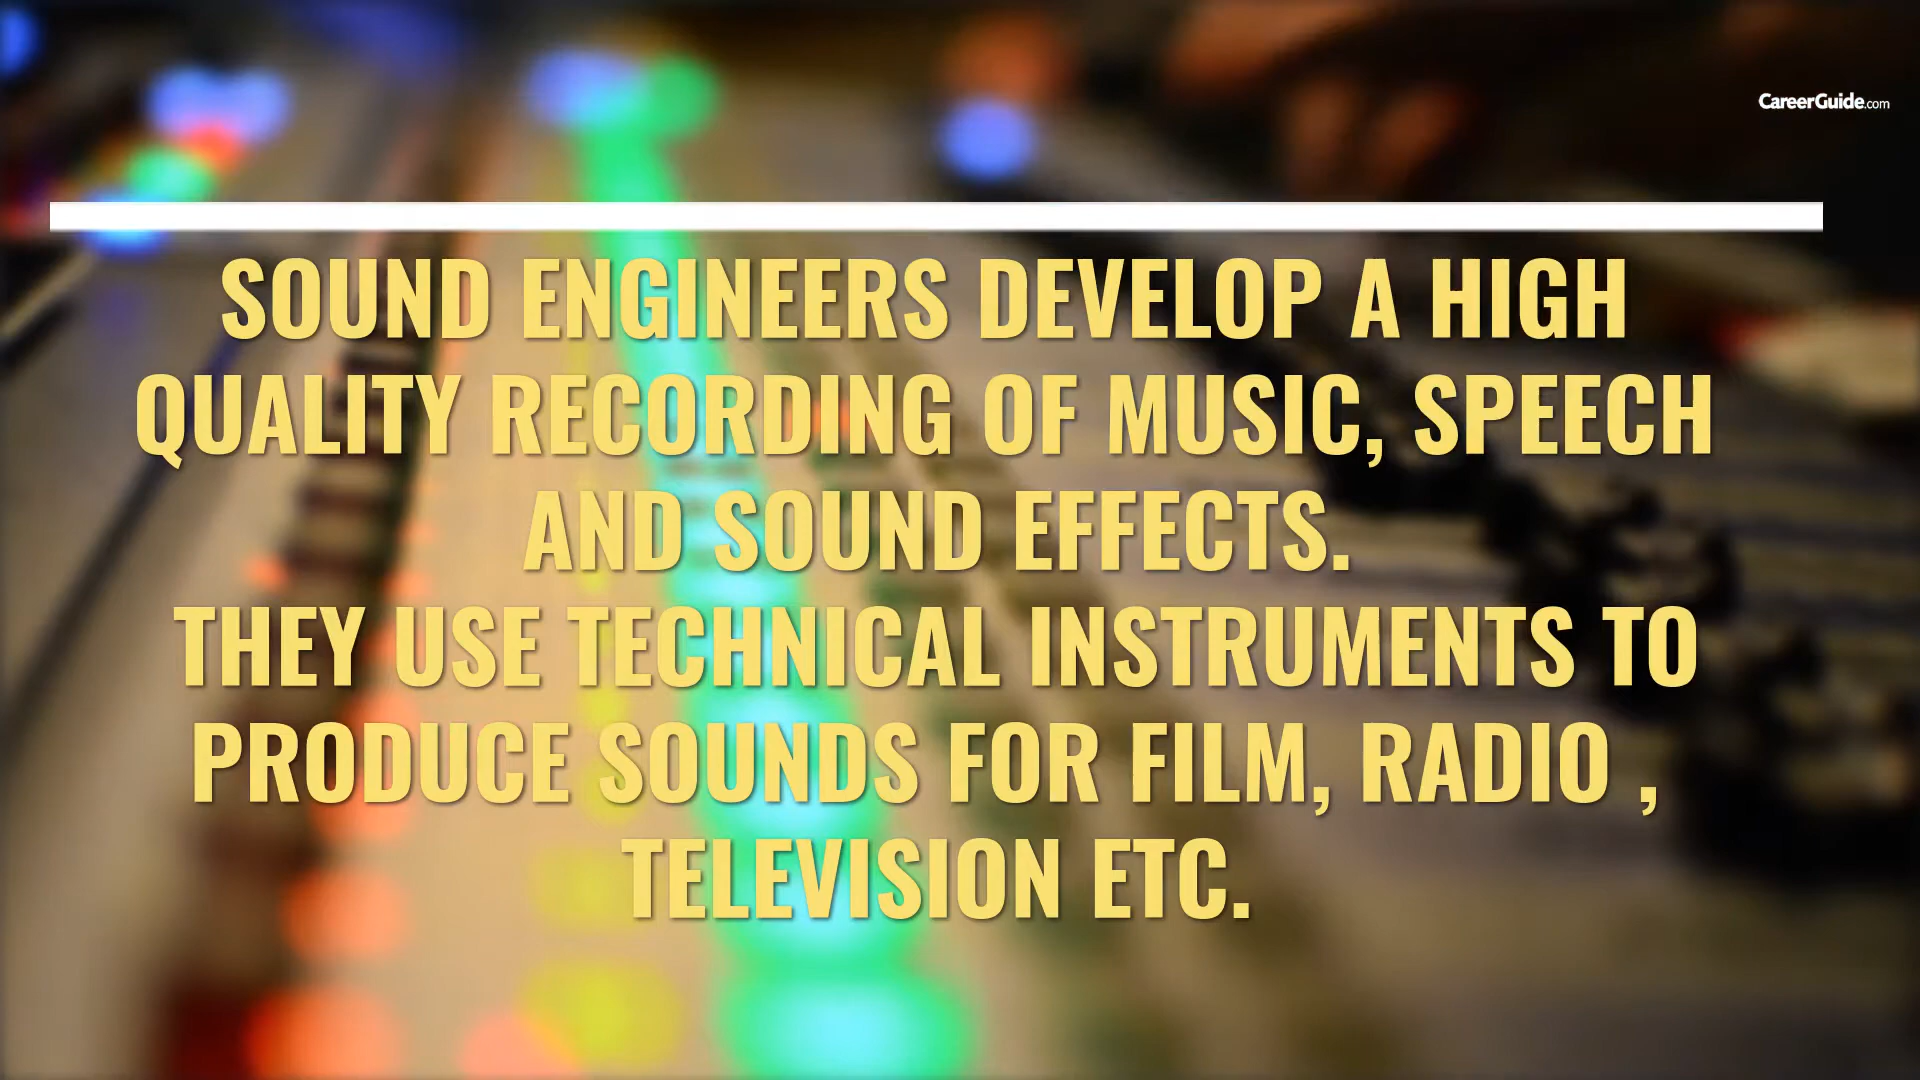 CareerGuide.com
SOUND ENGINEERS DEVELOP A HIGH
QUALITY RECORDING OF MUSIC, SPEECH
AND SOUND EFFECTS.
THEY USE TECHNICAL INSTRUMENTS TO
PRODUCE SOUNDS FOR FILM, RADIO ,
TELEVISION ETC.